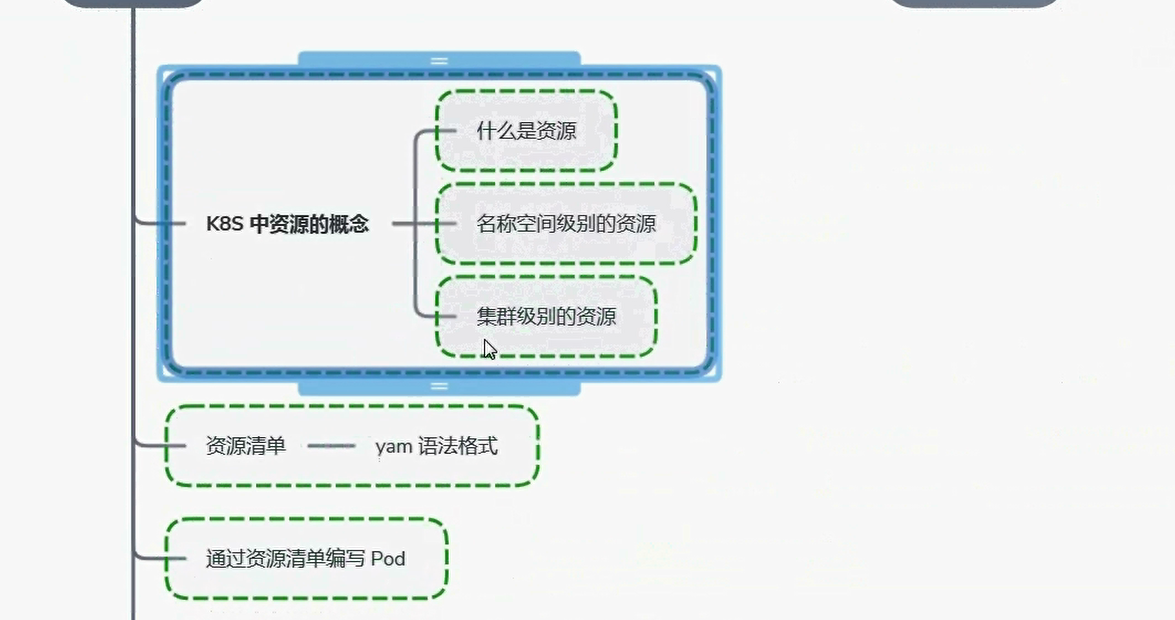 什么是资源
K8S 中资源的概念
名称空间级别的资源
集群级别的资源
资源清单
yam 语法格式
通过资源清单编写 Pod